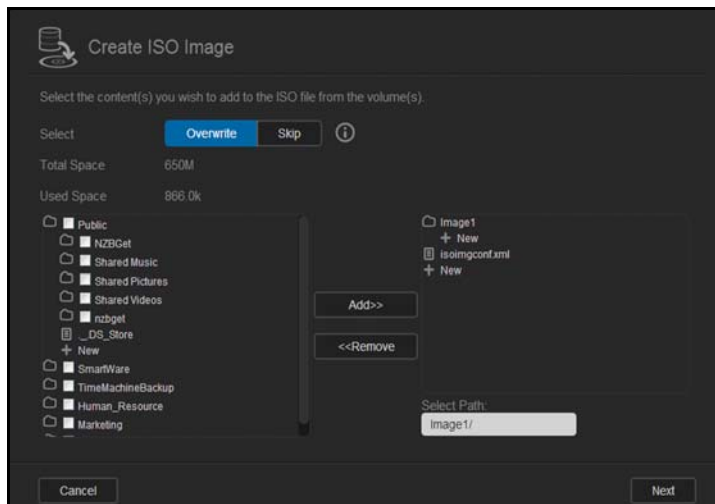 Create ISO Image
Select the content(s) you wish to add to the ISO file from the volume(s).
Select Overwrite Skip
Total Space 650M
Used Space 866.0k
Public
NZBGet
Shared Music
Shared Pictures
Shared Videos
nzbget
._DS_Store
+ New
SmartWare
TimeMachineBackup
Human_Resource
Marketing
Add>>
<<Remove
Image1
+ New
isoimgconf.xml
+ New
Select Path:
Image1/
Cancel
Next